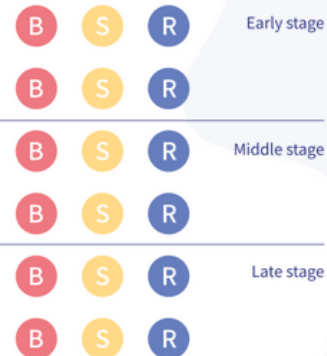 B S R Early stage
B S R
B S R Middle stage
B S R
B S R Late stage
B S R